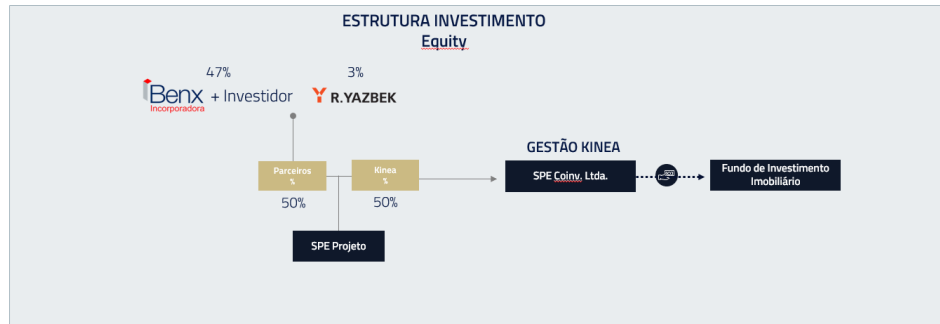 ESTRUTURA INVESTIMENTO
Equity
47%
3%
Benx + Investidor
Incorporadora
R.YAZBEK
GESTÃO KINEA
Parceiros
%
Kinea
%
SPE Coinv. Ltda.
Fundo de Investimento
Imobiliário
50%
50%
SPE Projeto